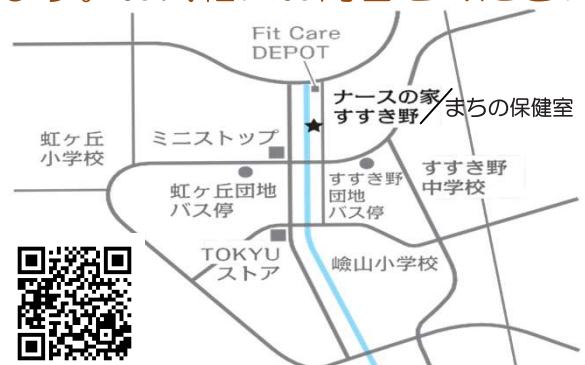 Fit Care
DEPOT
ナースの家
すすき野/まちの保健室
虹ヶ丘
小学校
ミニストップ
虹ヶ丘団地
バス停
すすき野
団地
バス停
すすき野
中学校
TOKYU
ストア
嶮山小学校